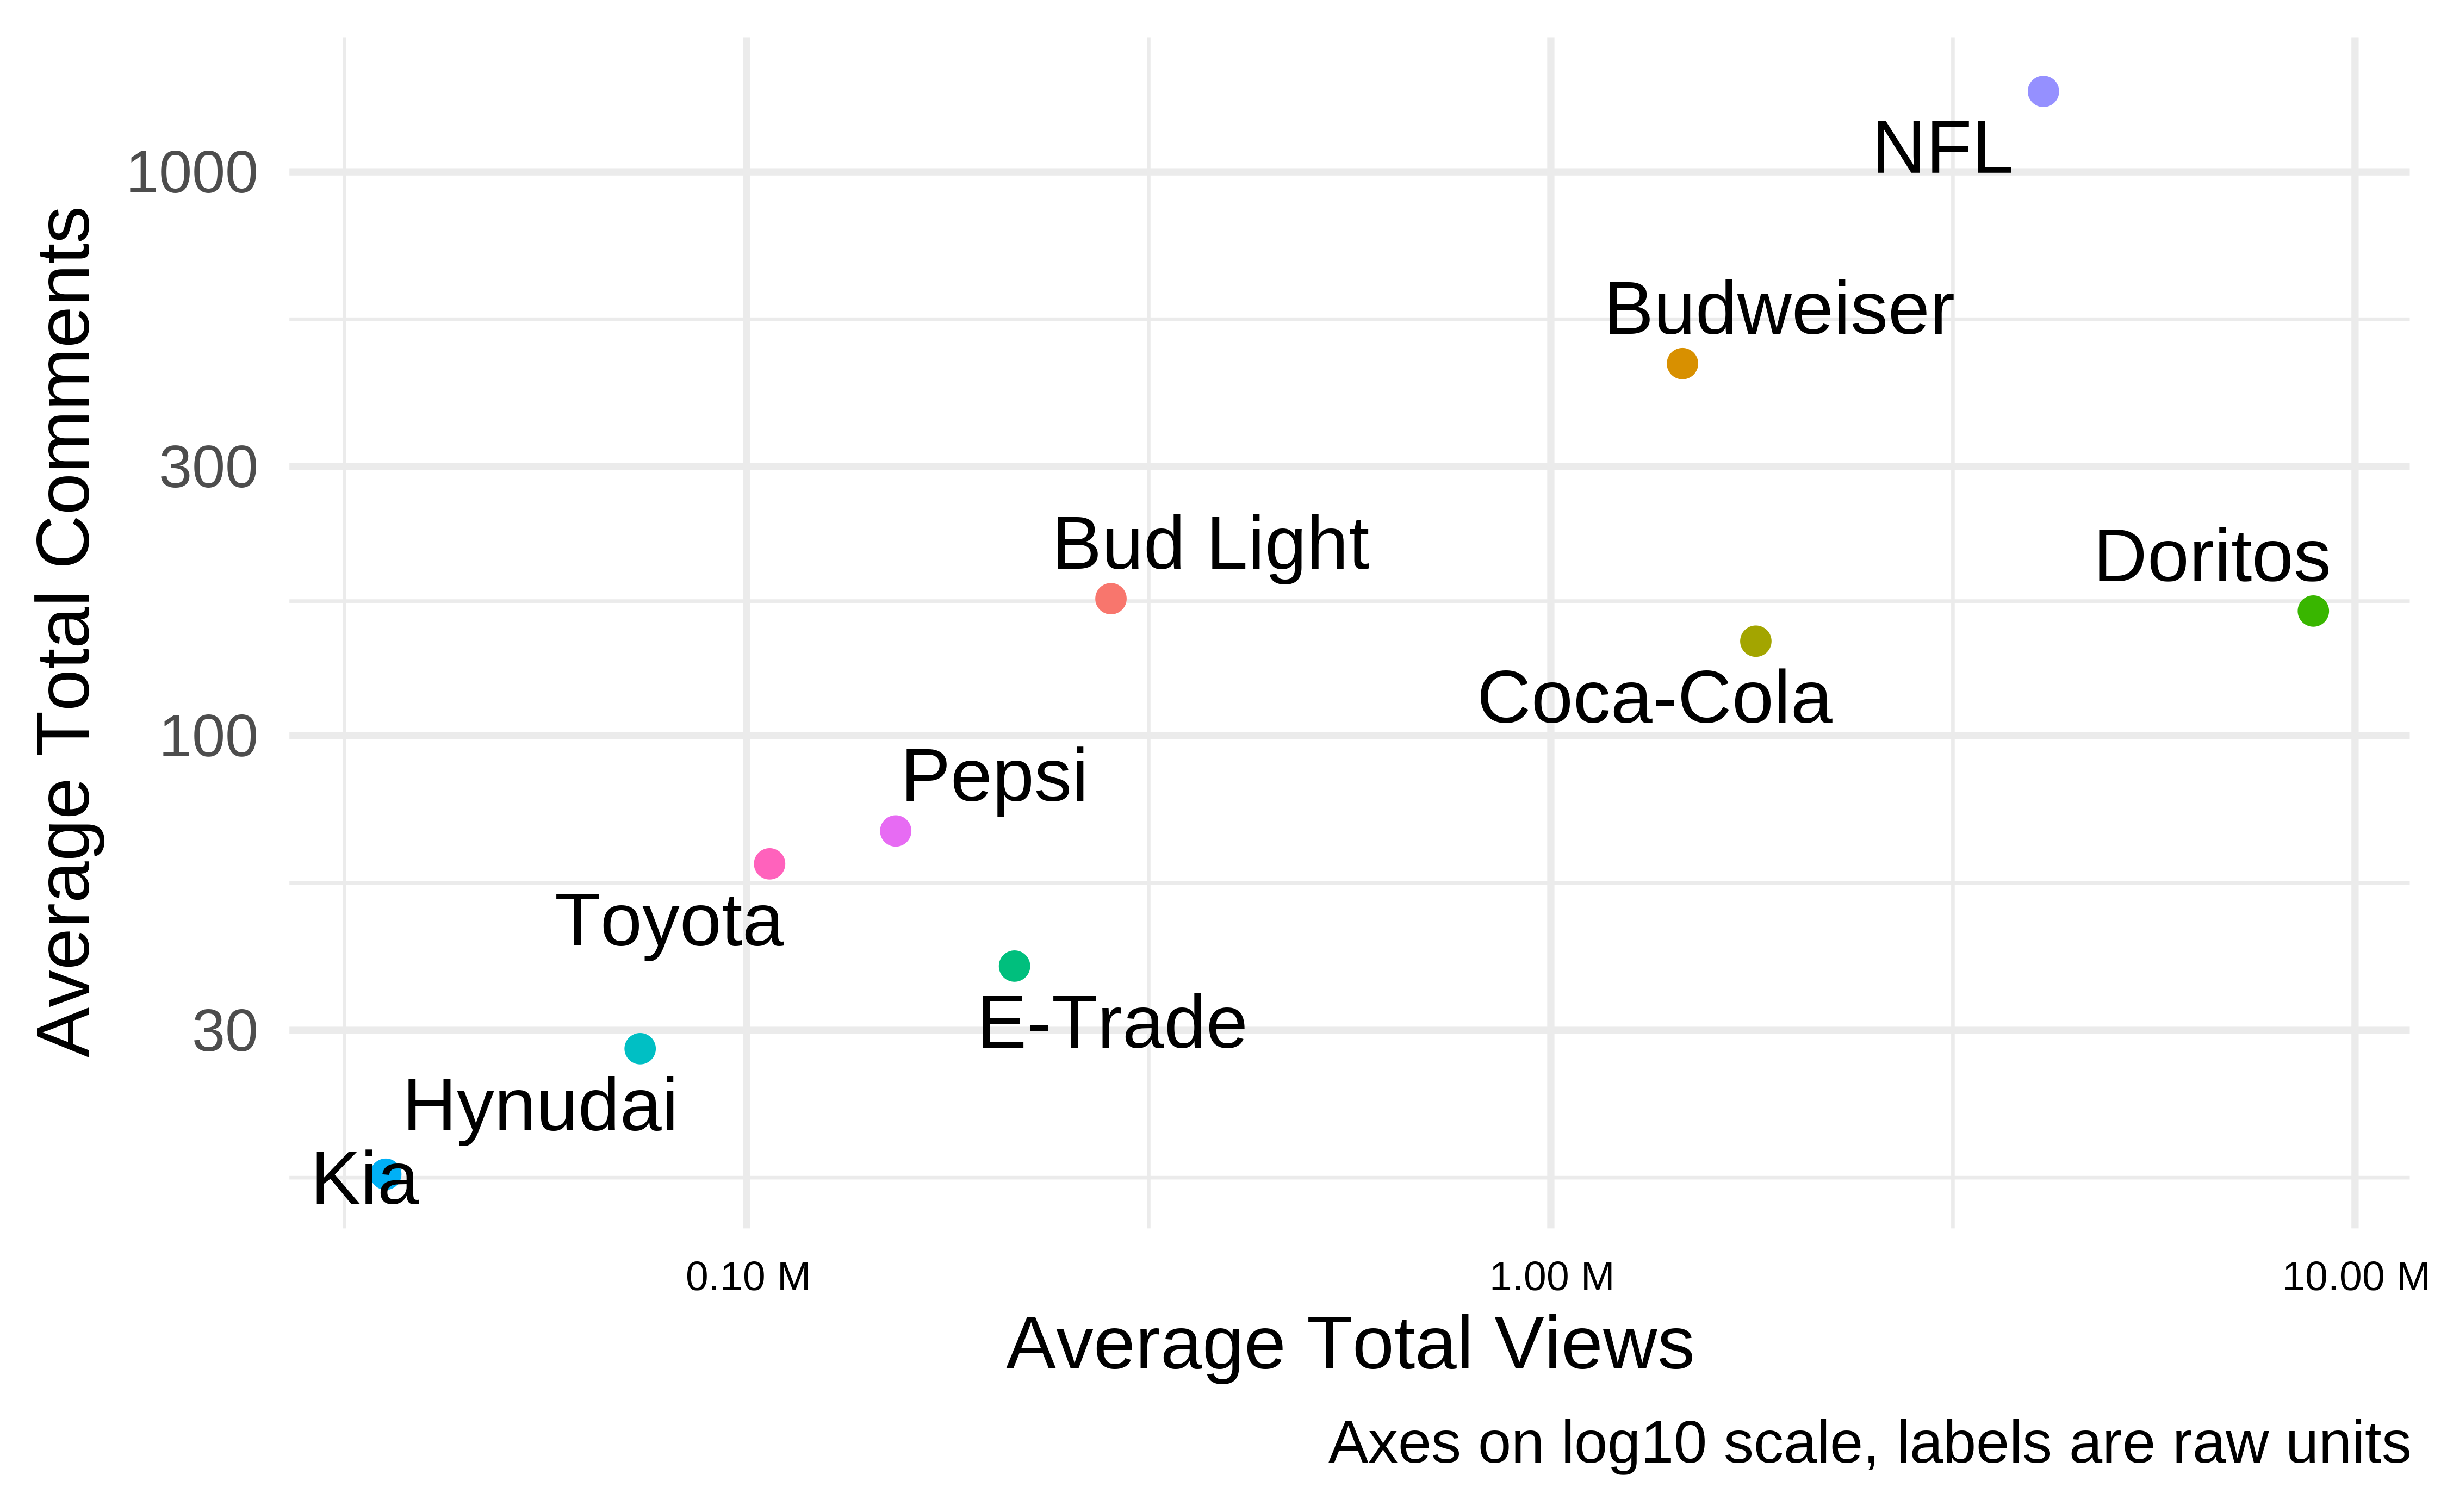 1000
300
100
30
Average Total Comments
NFL
Budweiser
Bud Light
Doritos
Coca-Cola
Pepsi
Toyota
E-Trade
Hynudai
Kia
0.10 M
1.00 M
10.00 M
Average Total Views
Axes on log10 scale, labels are raw units